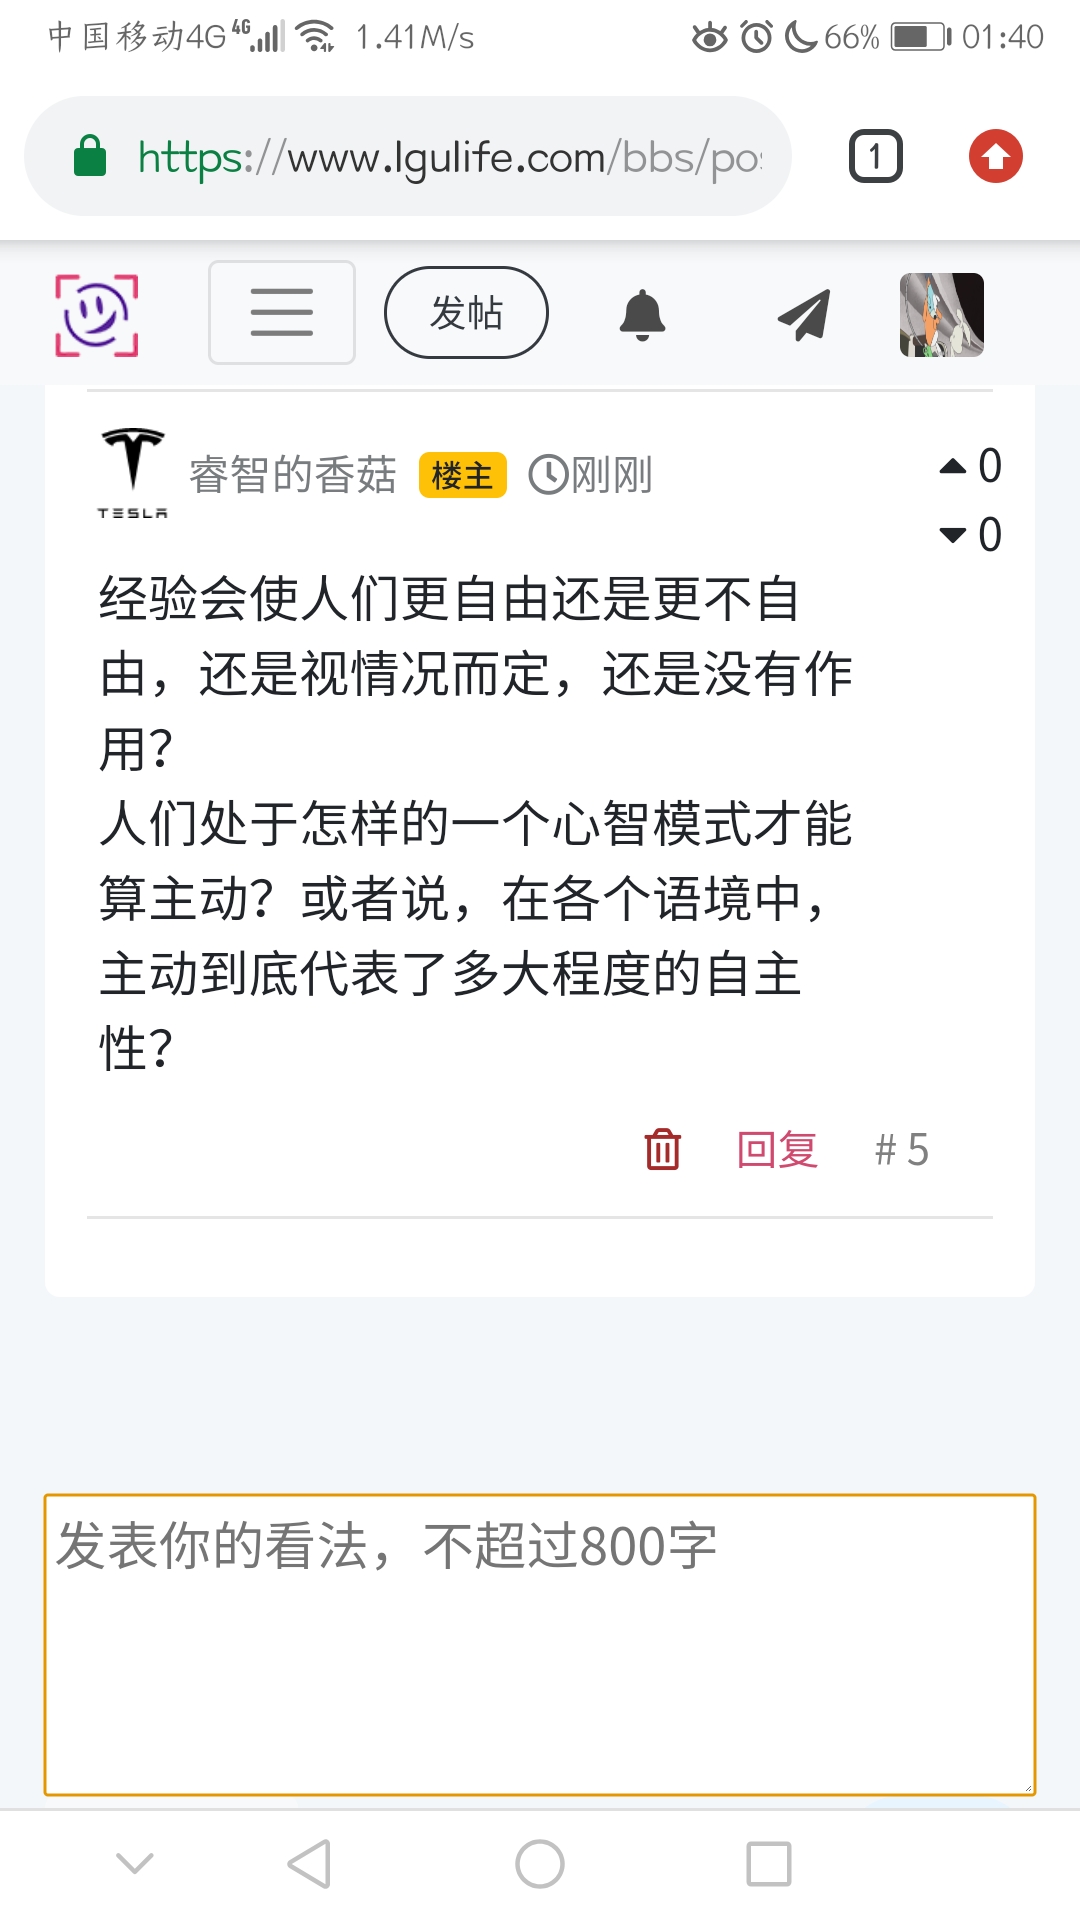 中国移动4G 4G 1.41M/s 66% 01:40
https://www.lgulife.com/bbs/po 1
发帖
TESLA
睿智的香菇 楼主 刚刚 0
0
经验会使人们更自由还是更不自
由，还是视情况而定，还是没有作
用？
人们处于怎样的一个心智模式才能
算主动？或者说，在各个语境中，
主动到底代表了多大程度的自主
性？
回复 # 5
发表你的看法，不超过800字